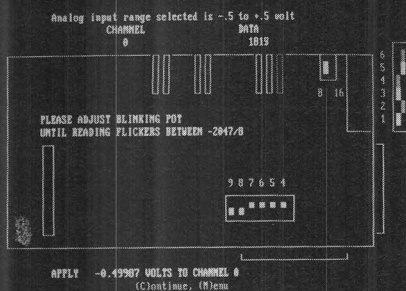 Analog input range selected is -.5 to +.5 volt
CHANNEL DATA
0 1819
8 16
6
5
4
3
2
1
PLEASE ADJUST BLINKING POT
UNTIL READING FLICKERS BETWEEN -2047/8
9 8 7 6 5 4
APPLY -0.49987 VOLTS TO CHANNEL 0
(C)ontinue, (M)enu